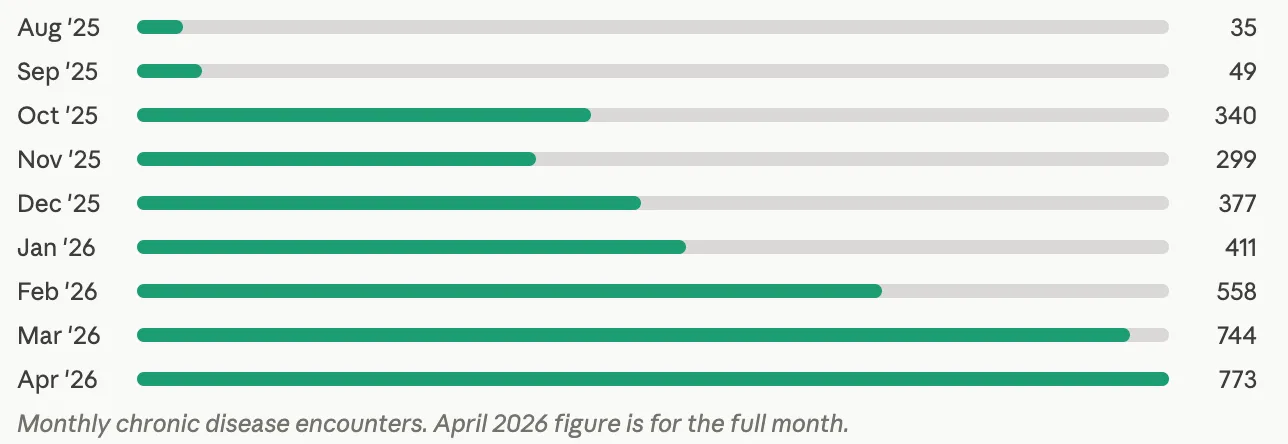 Aug '25 35
Sep '25 49
Oct '25 340
Nov '25 299
Dec '25 377
Jan '26 411
Feb '26 558
Mar '26 744
Apr '26 773
Monthly chronic disease encounters. April 2026 figure is for the full month.